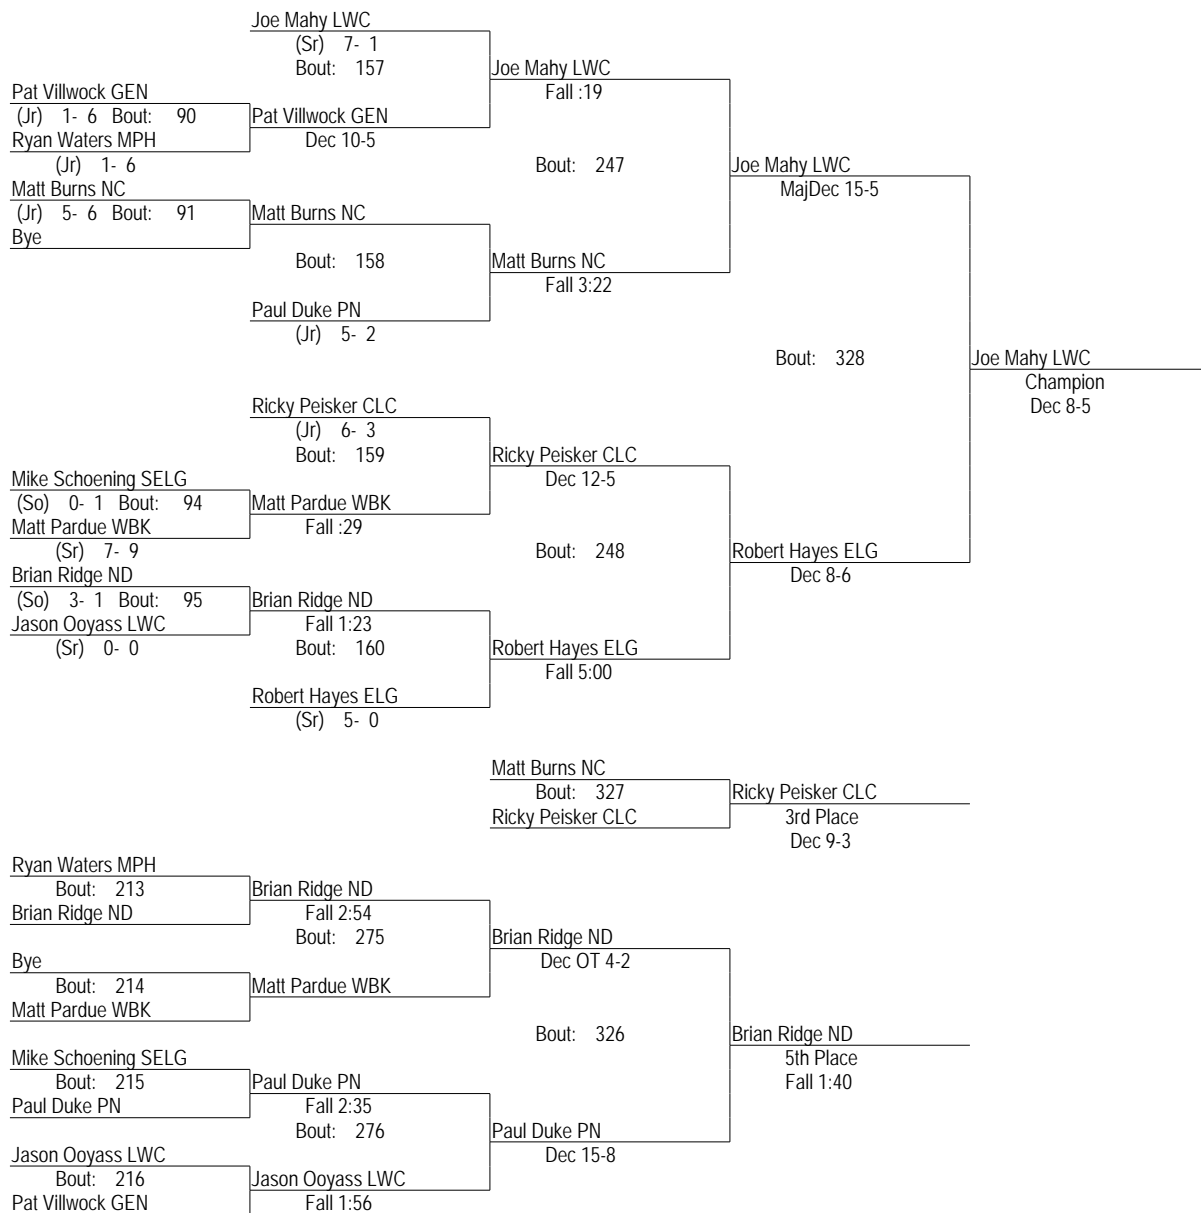 Joe Mahy LWC
(Sr) 7- 1
Bout: 157
Joe Mahy LWC
Fall :19
Pat Villwock GEN
(Jr) 1- 6 Bout: 90
Pat Villwock GEN
Ryan Waters MPH
Dec 10-5
(Jr) 1- 6
Bout: 247
Joe Mahy LWC
MajDec 15-5
Matt Burns NC
(Jr) 5- 6 Bout: 91
Matt Burns NC
Bye
Bout: 158
Matt Burns NC
Fall 3:22
Paul Duke PN
(Jr) 5- 2
Bout: 328
Joe Mahy LWC
Champion
Dec 8-5
Ricky Peisker CLC
(Jr) 6- 3
Bout: 159
Ricky Peisker CLC
Dec 12-5
Mike Schoening SELG
(So) 0- 1 Bout: 94
Matt Pardue WBK
Matt Pardue WBK
Fall :29
(Sr) 7- 9
Bout: 248
Robert Hayes ELG
Dec 8-6
Brian Ridge ND
(So) 3- 1 Bout: 95
Brian Ridge ND
Jason Ooyass LWC
Fall 1:23
(Sr) 0- 0
Bout: 160
Robert Hayes ELG
Fall 5:00
Robert Hayes ELG
(Sr) 5- 0
Matt Burns NC
Bout: 327
Ricky Peisker CLC
Ricky Peisker CLC
3rd Place
Dec 9-3
Ryan Waters MPH
Bout: 213
Brian Ridge ND
Brian Ridge ND
Fall 2:54
Bout: 275
Brian Ridge ND
Dec OT 4-2
Bye
Bout: 214
Matt Pardue WBK
Matt Pardue WBK
Bout: 326
Brian Ridge ND
5th Place
Fall 1:40
Mike Schoening SELG
Bout: 215
Paul Duke PN
Paul Duke PN
Fall 2:35
Bout: 276
Paul Duke PN
Dec 15-8
Jason Ooyass LWC
Bout: 216
Jason Ooyass LWC
Pat Villwock GEN
Fall 1:56